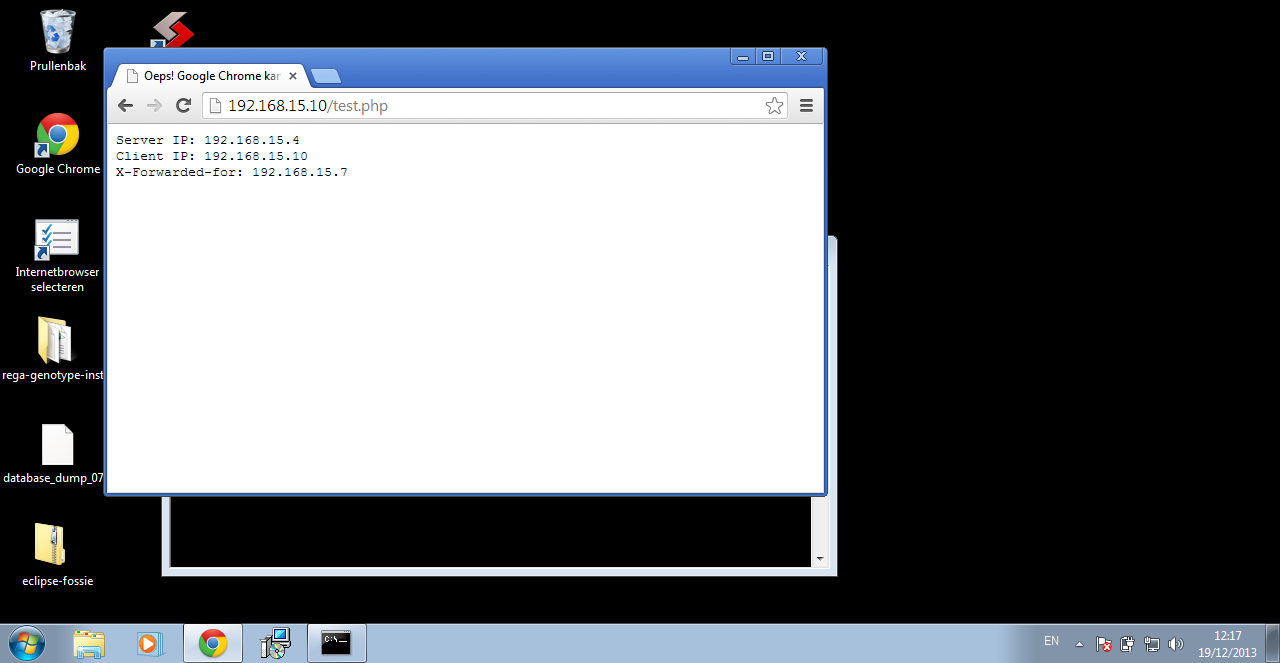 Prullenbak
Google Chrome
Internetbrowser
selecteren
rega-genotype-inst
database_dump_07
eclipse-fossie
Oeps! Google Chrome kan
192.168.15.10/test.php
Server IP: 192.168.15.4
Client IP: 192.168.15.10
X-Forwarded-for: 192.168.15.7
C:\_
EN
12:17
19/12/2013